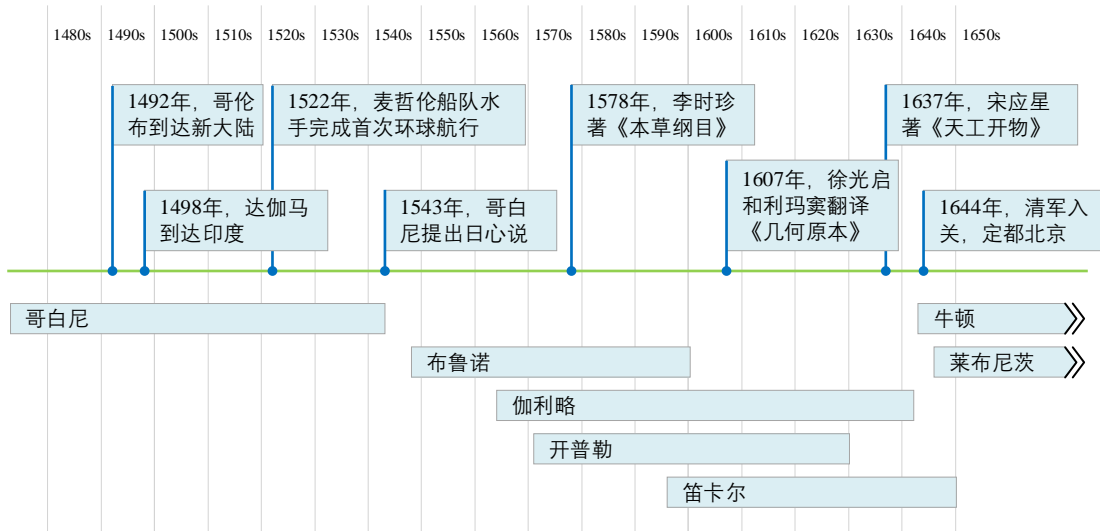 1480s 1490s 1500s 1510s 1520s 1530s 1540s 1550s 1560s 1570s 1580s 1590s 1600s 1610s 1620s 1630s 1640s 1650s
1492年，哥伦
布到达新大陆
1522年，麦哲伦船队水
手完成首次环球航行
1578年，李时珍
著《本草纲目》
1637年，宋应星
著《天工开物》
1498年，达伽马
到达印度
1543年，哥白
尼提出日心说
1607年，徐光启
和利玛窦翻译
《几何原本》
1644年，清军入
关，定都北京
哥白尼
牛顿
布鲁诺
莱布尼茨
伽利略
开普勒
笛卡尔